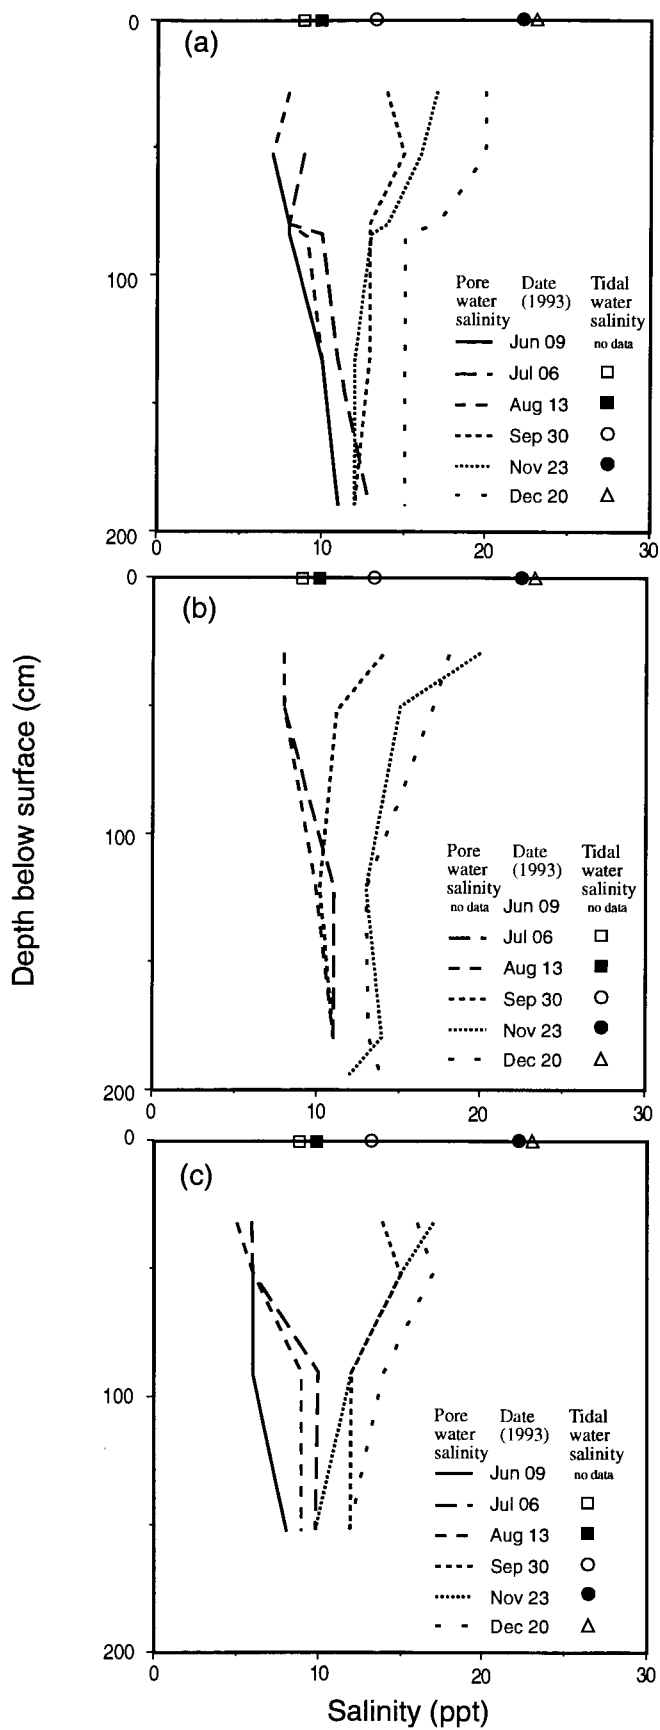 0
(a)
100
Pore Date Tidal
water (1993) water
salinity salinity
Jun 09 no data
Jul 06
Aug 13
Sep 30
Nov 23
Dec 20
200
0 10 20 30
0
(b)
100
Pore Date Tidal
water (1993) water
salinity salinity
no data Jun 09 no data
Jul 06
Aug 13
Sep 30
Nov 23
Dec 20
200
0 10 20 30
Depth below surface (cm)
0
(c)
100
Pore Date Tidal
water (1993) water
salinity salinity
Jun 09 no data
Jul 06
Aug 13
Sep 30
Nov 23
Dec 20
200
0 10 20 30
Salinity (ppt)